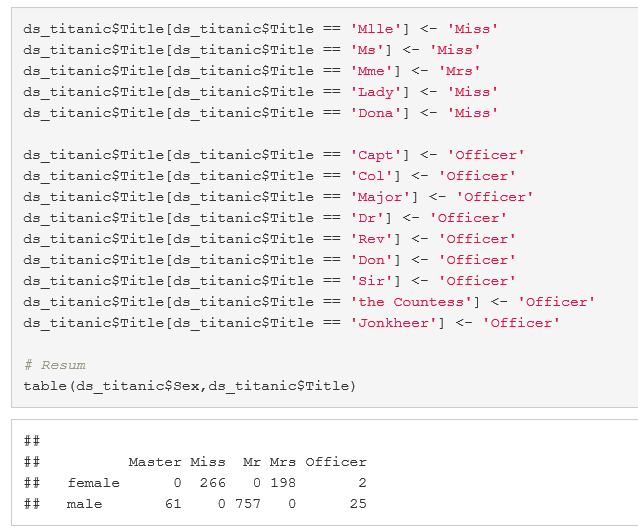 ds_titanic$Title[ds_titanic$Title == 'Mlle'] <- 'Miss'
ds_titanic$Title[ds_titanic$Title == 'Ms'] <- 'Miss'
ds_titanic$Title[ds_titanic$Title == 'Mme'] <- 'Mrs'
ds_titanic$Title[ds_titanic$Title == 'Lady'] <- 'Miss'
ds_titanic$Title[ds_titanic$Title == 'Dona'] <- 'Miss'

ds_titanic$Title[ds_titanic$Title == 'Capt'] <- 'Officer'
ds_titanic$Title[ds_titanic$Title == 'Col'] <- 'Officer'
ds_titanic$Title[ds_titanic$Title == 'Major'] <- 'Officer'
ds_titanic$Title[ds_titanic$Title == 'Dr'] <- 'Officer'
ds_titanic$Title[ds_titanic$Title == 'Rev'] <- 'Officer'
ds_titanic$Title[ds_titanic$Title == 'Don'] <- 'Officer'
ds_titanic$Title[ds_titanic$Title == 'Sir'] <- 'Officer'
ds_titanic$Title[ds_titanic$Title == 'the Countess'] <- 'Officer'
ds_titanic$Title[ds_titanic$Title == 'Jonkheer'] <- 'Officer'

# Resum
table(ds_titanic$Sex,ds_titanic$Title)

##
##          Master Miss  Mr Mrs Officer
##   female      0  266   0 198       2
##   male       61    0 757   0      25